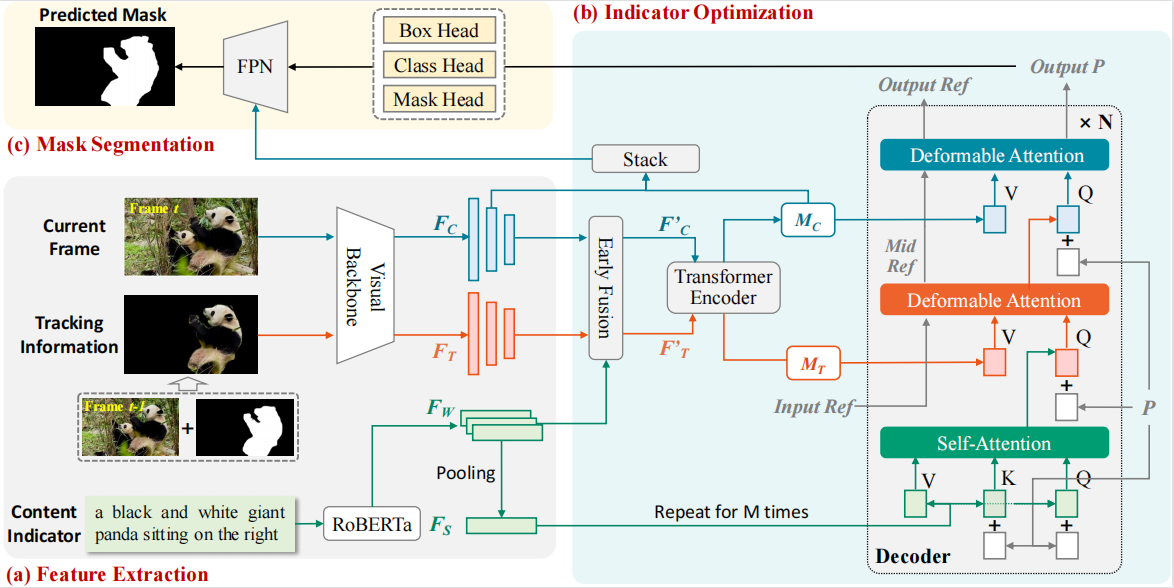 Predicted Mask
FPN
Box Head
Class Head
Mask Head
(c) Mask Segmentation
(b) Indicator Optimization
Output Ref
Output P
× N
Deformable Attention
V
Q
+
Mid
Ref
Deformable Attention
V
Q
+
Input Ref
P
Self-Attention
V
K
Q
+
+
Decoder
Stack
Current
Frame
Frame t
Visual
Backbone
F_C
Early Fusion
F'_C
Transformer
Encoder
M_C
Tracking
Information
F_T
F'_T
M_T
Frame t-1
+
F_W
Pooling
Content
Indicator
a black and white giant
panda sitting on the right
RoBERTa
F_S
Repeat for M times
(a) Feature Extraction